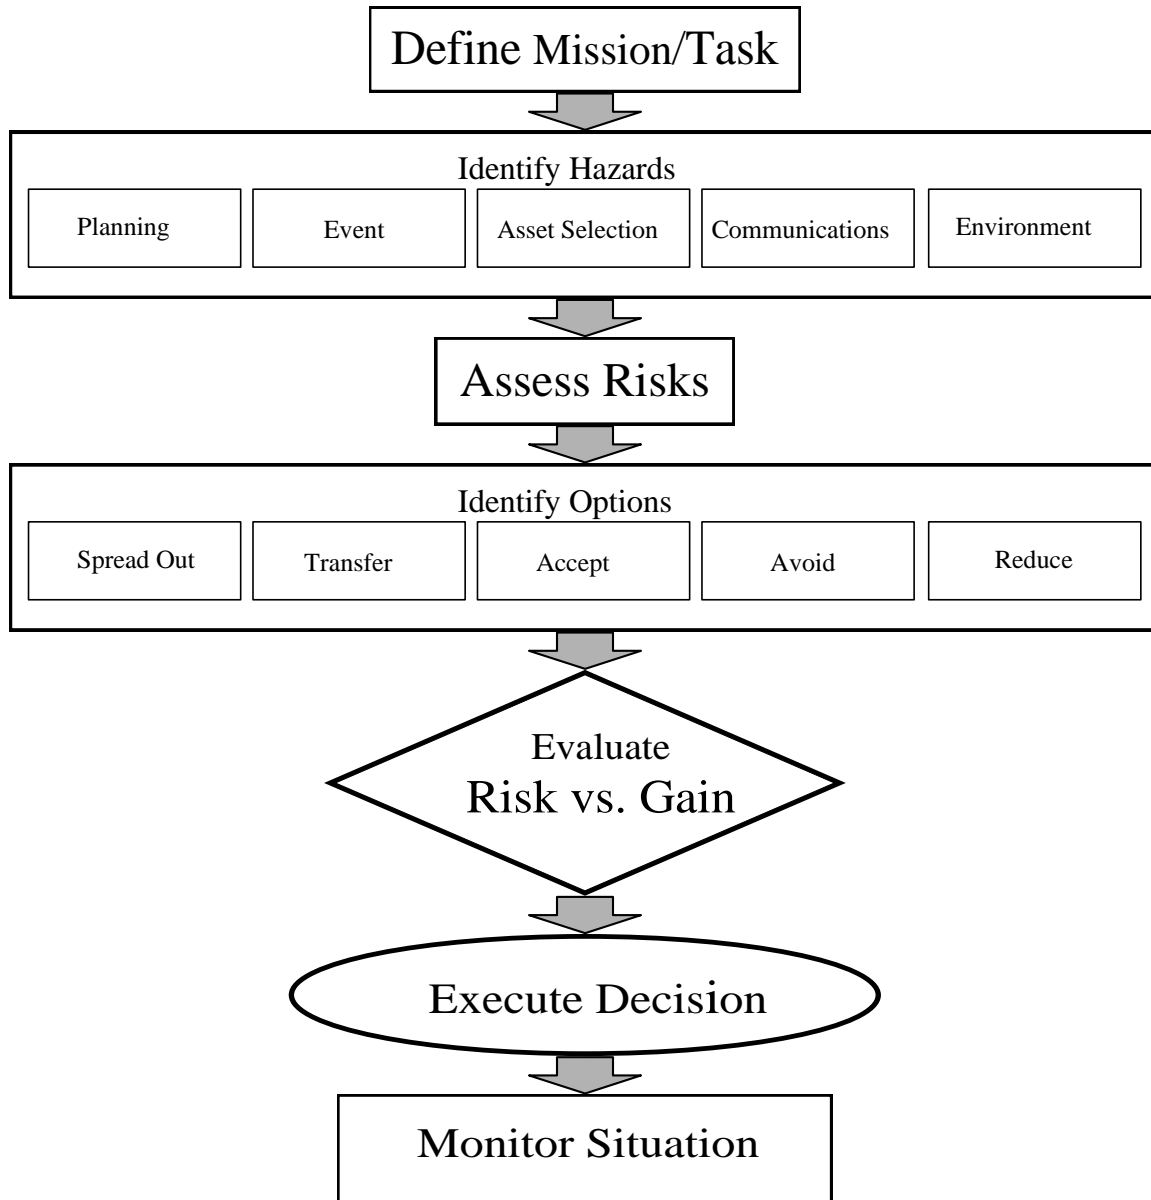 Define Mission/Task
Identify Hazards
Planning
Event
Asset Selection
Communications
Environment
Assess Risks
Identify Options
Spread Out
Transfer
Accept
Avoid
Reduce
Evaluate
Risk vs. Gain
Execute Decision
Monitor Situation